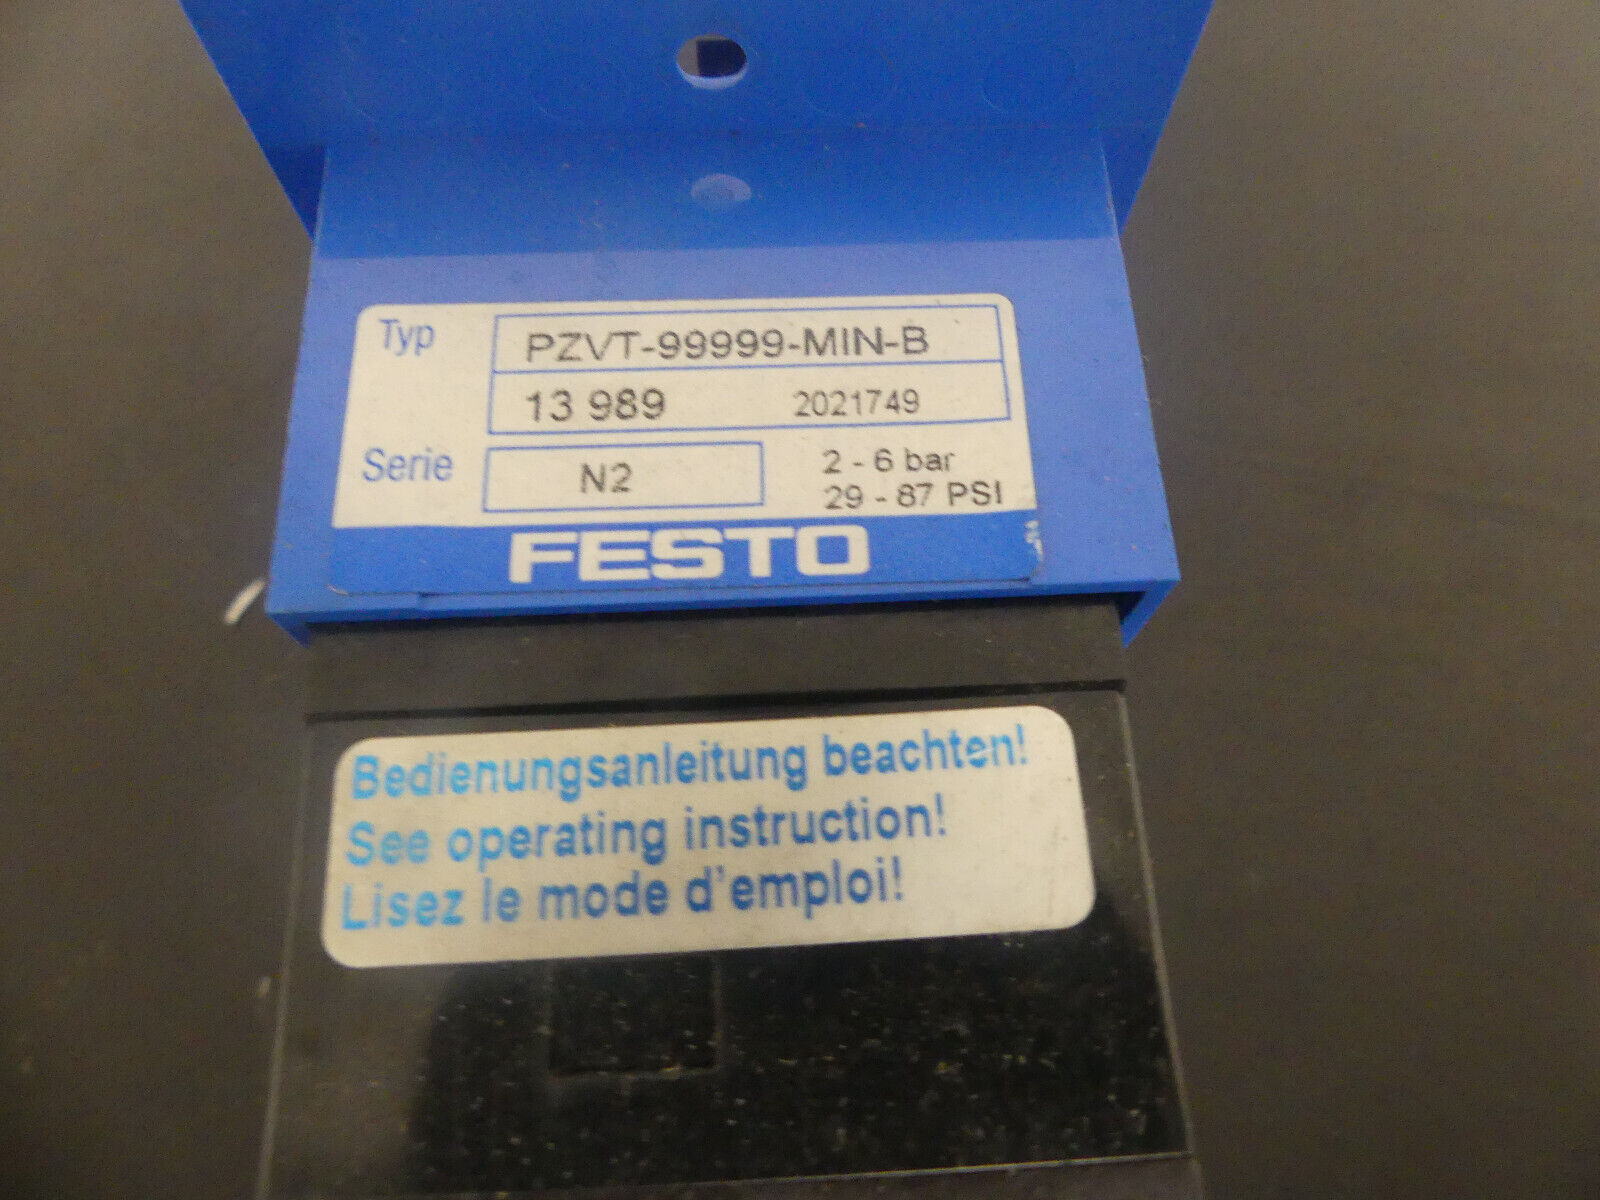 Typ PZVT-99999-MIN-B
13 989 2021749
Serie N2 2 - 6 bar
29 - 87 PSI
FESTO
Bedienungsanleitung beachten!
See operating instruction!
Lisez le mode d'emploi!